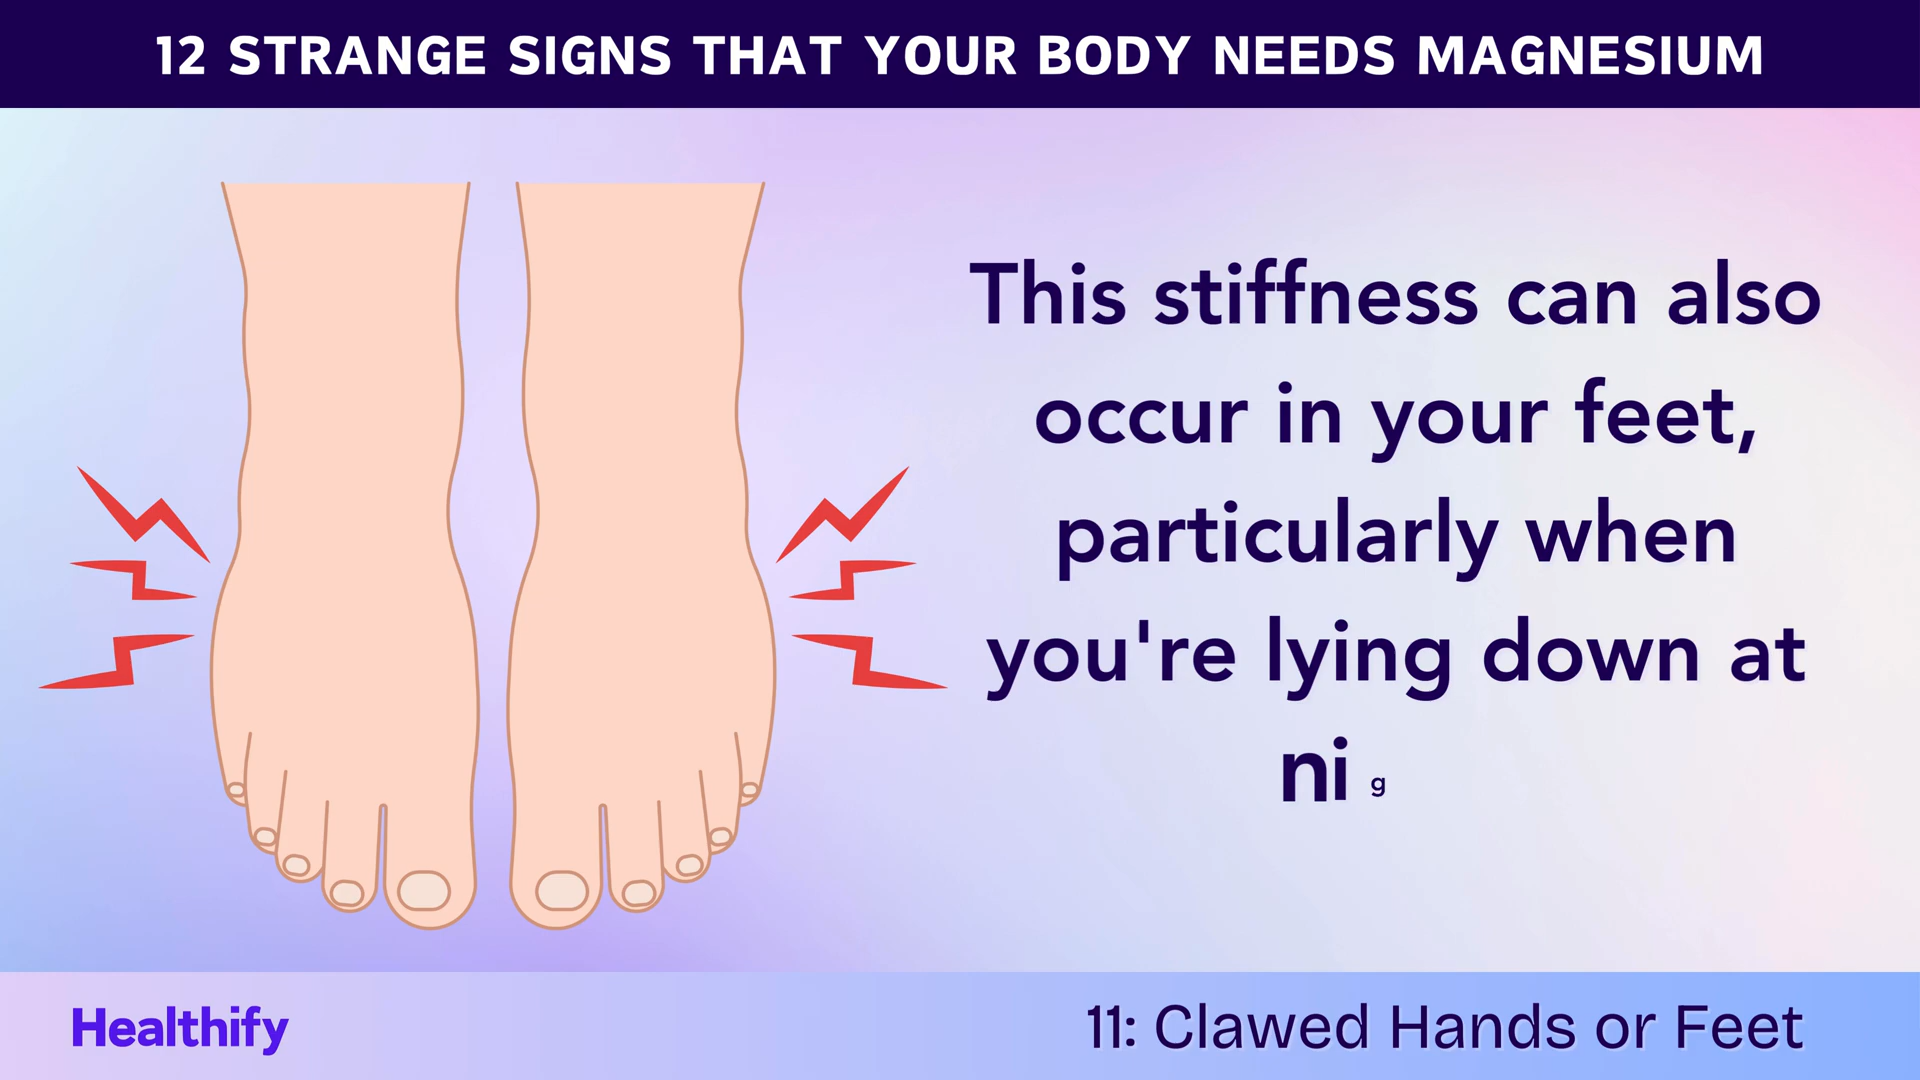 12 STRANGE SIGNS THAT YOUR BODY NEEDS MAGNESIUM
This stiffness can also
occur in your feet,
particularly when
you're lying down at
nig
Healthify
11: Clawed Hands or Feet